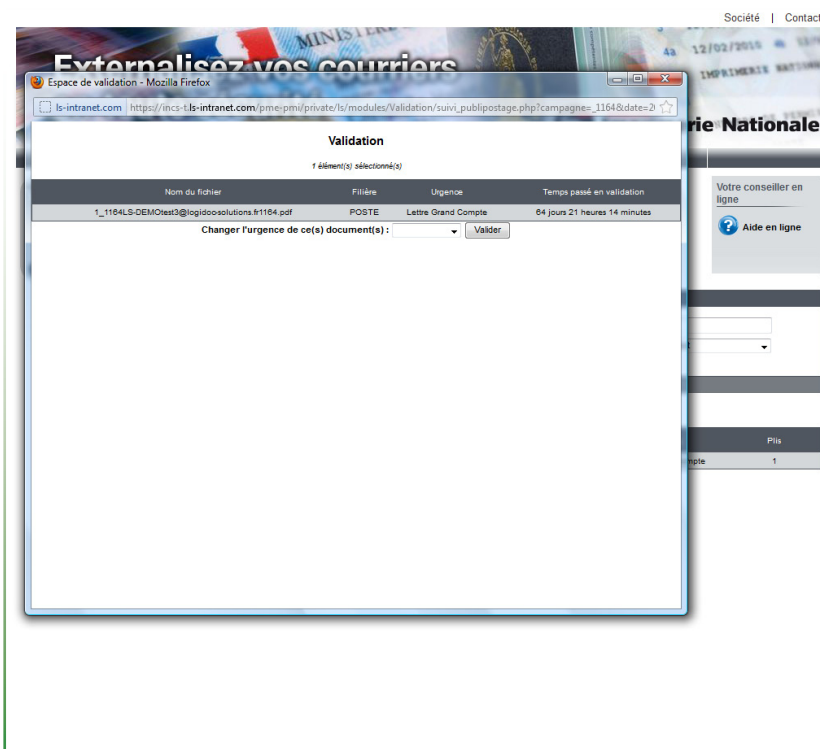 Société | Contact
MINISTERE
4a 12/02/2015
IMPRIMERIE NATIONALE
Externalisez vos courriers
Espace de validation - Mozilla Firefox
ls-intranet.com https://incs-t.ls-intranet.com/pme-pmi/private/ls/modules/Validation/suivi_publipostage.php?campagne=_1164&date=2
rie Nationale
Validation
1 élément(s) sélectionné(s)
Nom du fichier Filière Urgence Temps passé en validation
1_1164LS-DEMOtest3@logidoo-solutions.fr1164.pdf POSTE Lettre Grand Compte 64 jours 21 heures 14 minutes
Changer l'urgence de ce(s) document(s) : Valider
Votre conseiller en
ligne
Aide en ligne
Plis
mpte 1